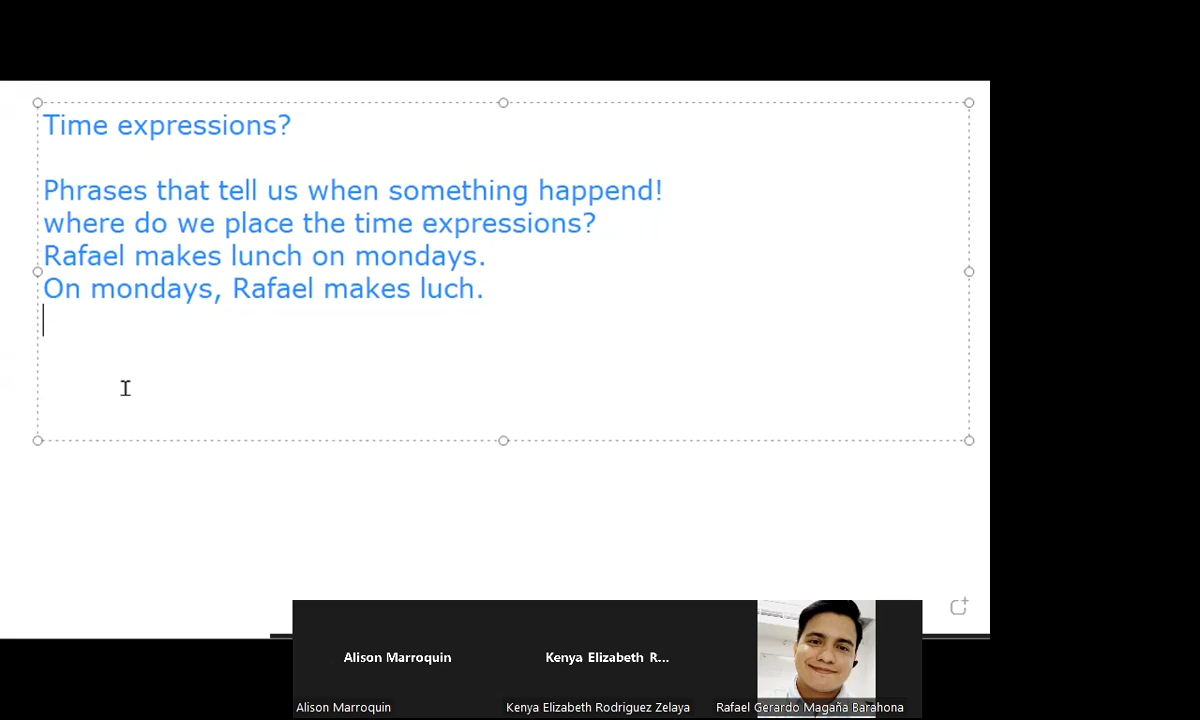 Time expressions?
Phrases that tell us when something happend!
where do we place the time expressions?
Rafael makes lunch on mondays.
On mondays, Rafael makes luch.
Alison Marroquin
Kenya Elizabeth R...
Alison Marroquin
Kenya Elizabeth Rodriguez Zelaya
Rafael Gerardo Magaña Barahona